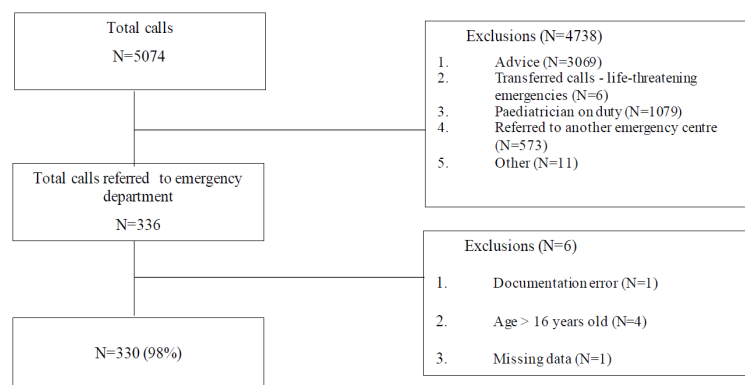 Total calls
N=5074
Exclusions (N=4738)
1. Advice (N=3069)
2. Transferred calls - life-threatening
emergencies (N=6)
3. Paediatrician on duty (N=1079)
4. Referred to another emergency centre
(N=573)
5. Other (N=11)
Total calls referred to emergency
department
N=336
Exclusions (N=6)
1. Documentation error (N=1)
2. Age > 16 years old (N=4)
3. Missing data (N=1)
N=330 (98%)